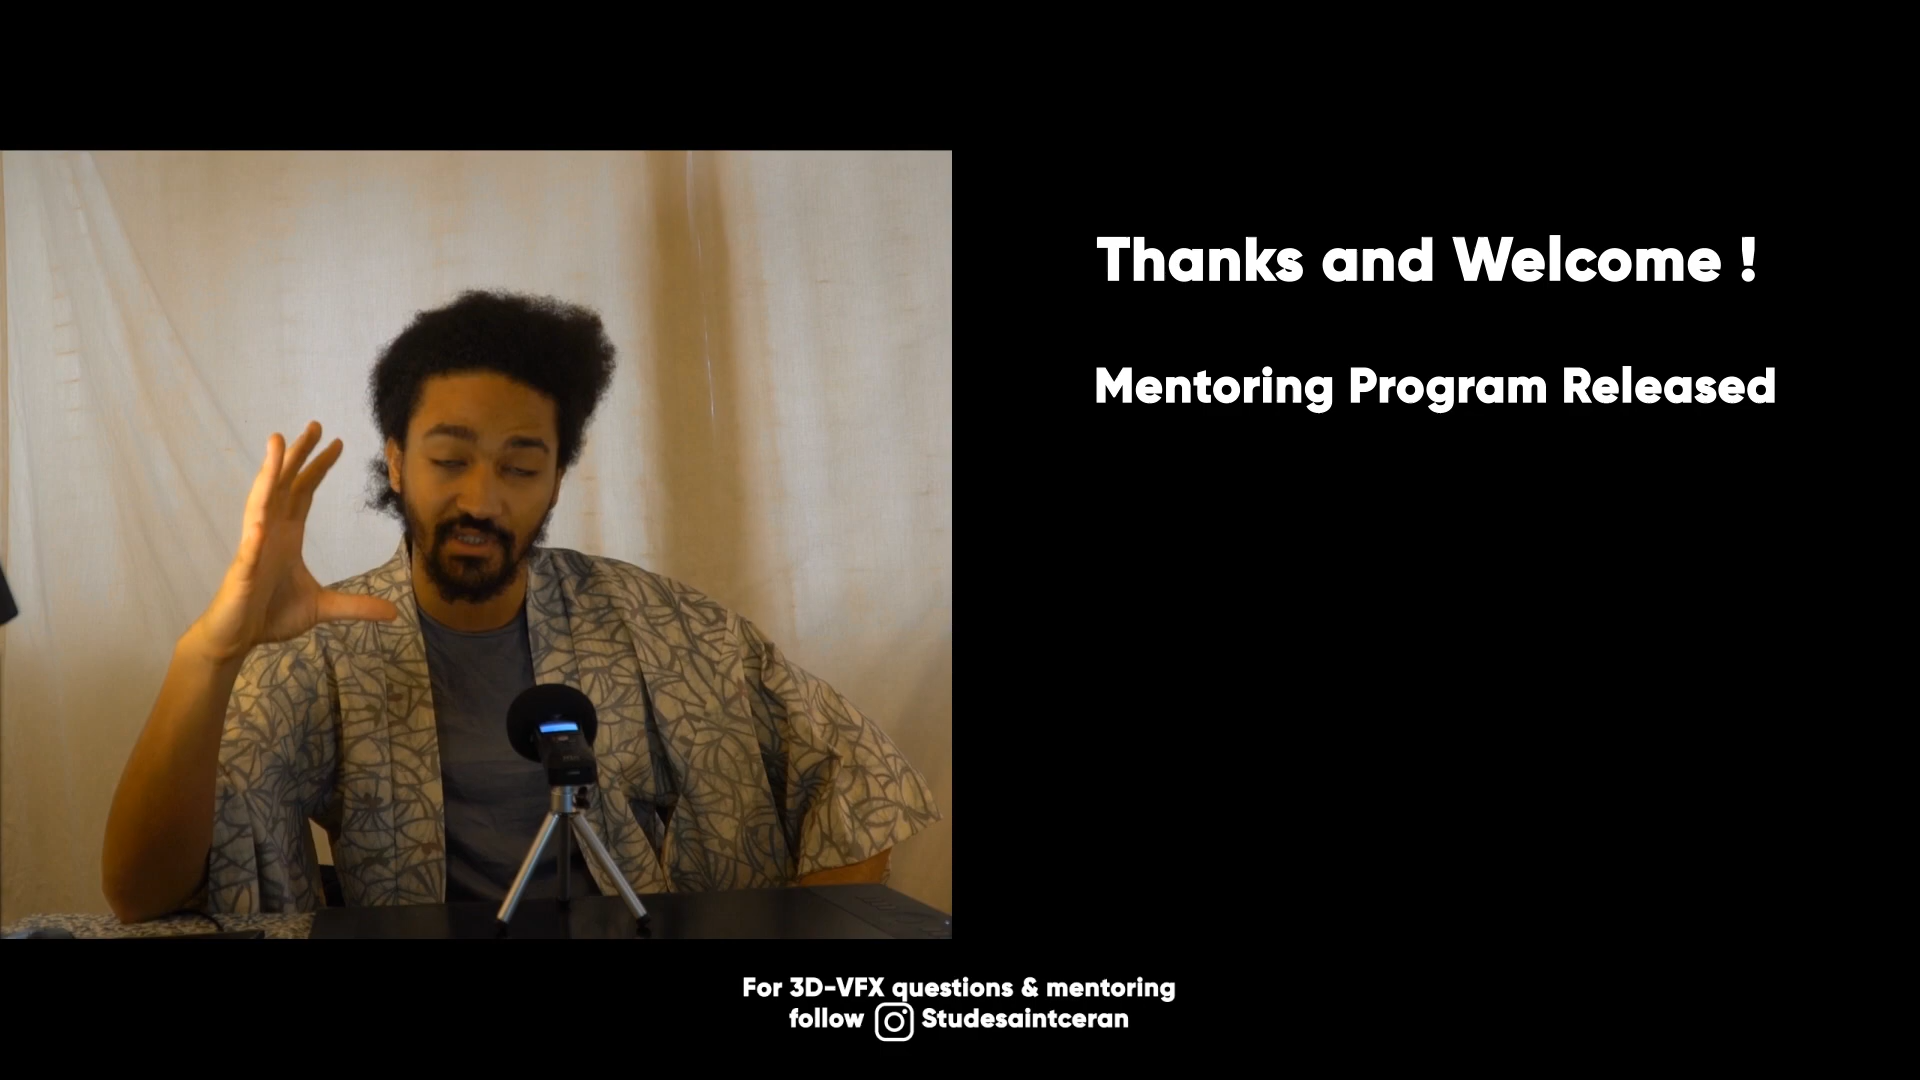 Thanks and Welcome !
Mentoring Program Released
For 3D-VFX questions & mentoring
follow Studesaintceran